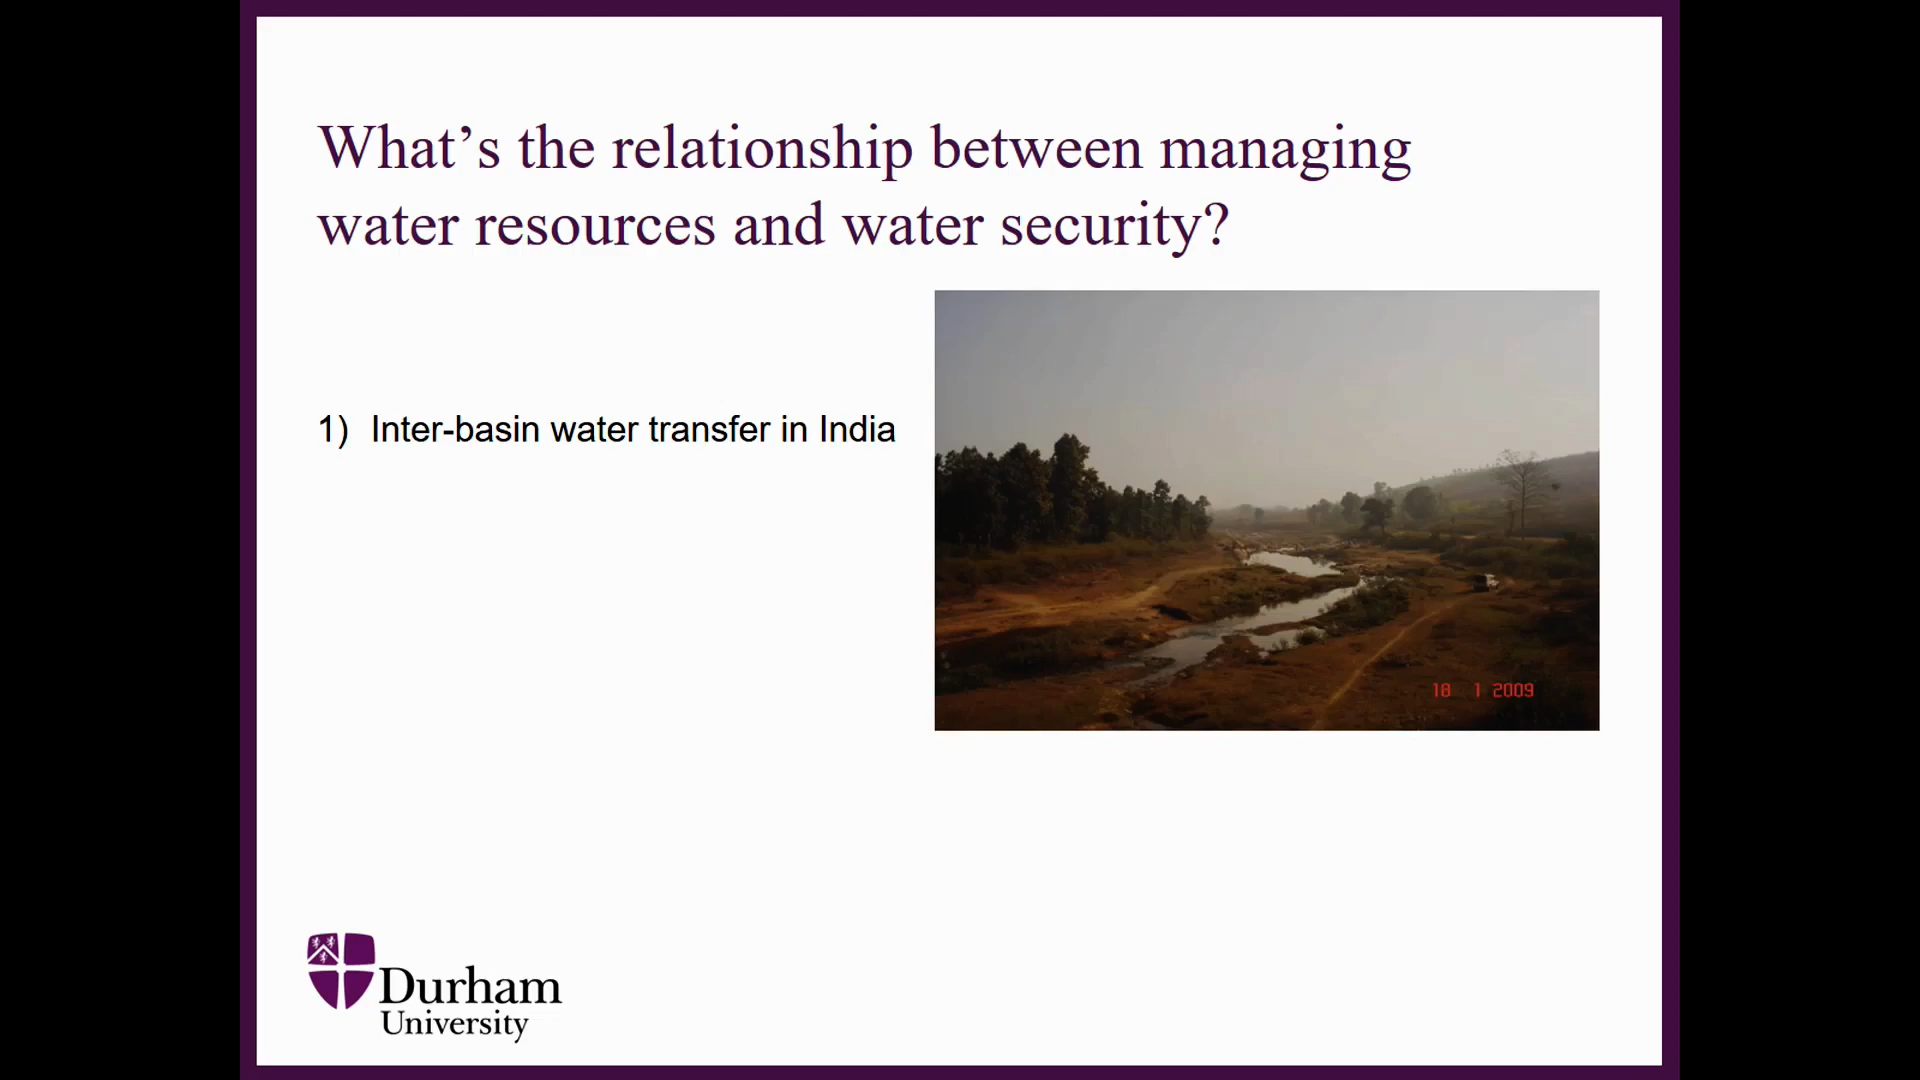 What’s the relationship between managing
water resources and water security?
1) Inter-basin water transfer in India
18 1 2009
Durham
University